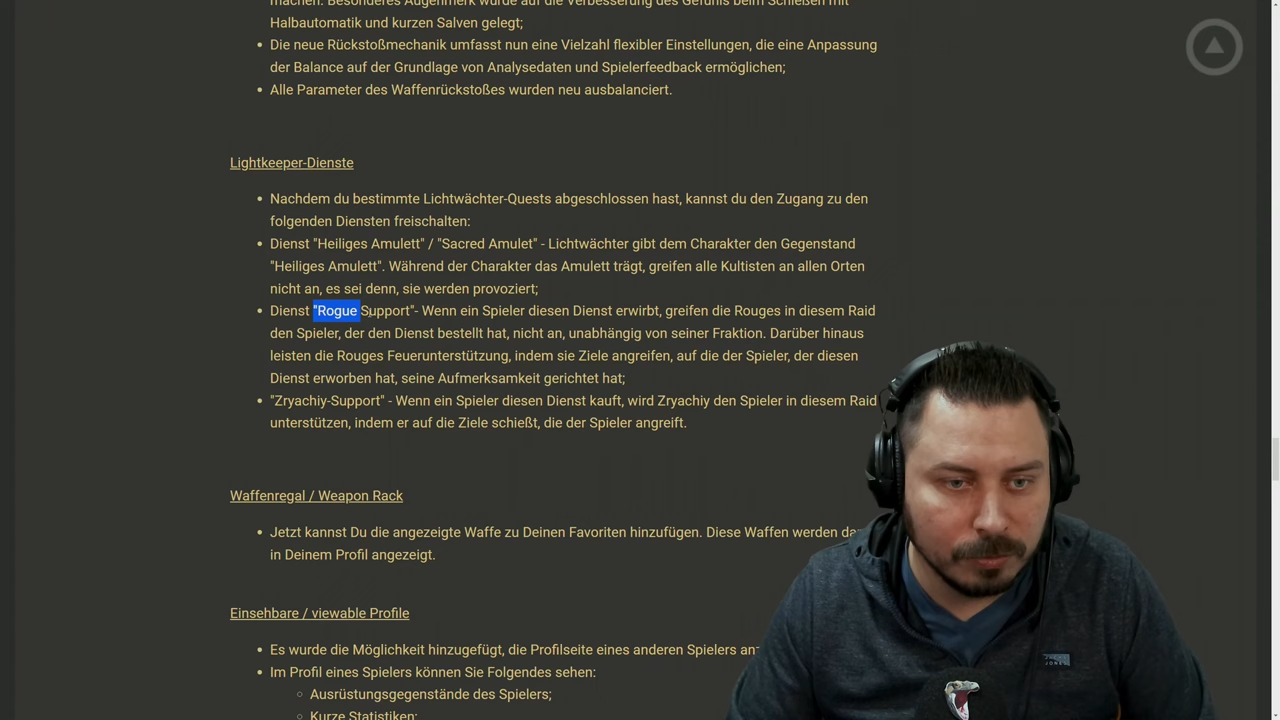 machen. Besonderes Augenmerk wurde auf die Verbesserung des Gefühls beim Schießen mit
Halbautomatik und kurzen Salven gelegt;
Die neue Rückstoßmechanik umfasst nun eine Vielzahl flexibler Einstellungen, die eine Anpassung
der Balance auf der Grundlage von Analysedaten und Spielerfeedback ermöglichen;
Alle Parameter des Waffenrückstoßes wurden neu ausbalanciert.
Lightkeeper-Dienste
Nachdem du bestimmte Lichtwächter-Quests abgeschlossen hast, kannst du den Zugang zu den
folgenden Diensten freischalten:
Dienst "Heiliges Amulett" / "Sacred Amulet" - Lichtwächter gibt dem Charakter den Gegenstand
"Heiliges Amulett". Während der Charakter das Amulett trägt, greifen alle Kultisten an allen Orten
nicht an, es sei denn, sie werden provoziert;
Dienst "Rogue Support"- Wenn ein Spieler diesen Dienst erwirbt, greifen die Rouges in diesem Raid
den Spieler, der den Dienst bestellt hat, nicht an, unabhängig von seiner Fraktion. Darüber hinaus
leisten die Rouges Feuerunterstützung, indem sie Ziele angreifen, auf die der Spieler, der diesen
Dienst erworben hat, seine Aufmerksamkeit gerichtet hat;
"Zryachiy-Support" - Wenn ein Spieler diesen Dienst kauft, wird Zryachiy den Spieler in diesem Raid
unterstützen, indem er auf die Ziele schießt, die der Spieler angreift.
Waffenregal / Weapon Rack
Jetzt kannst Du die angezeigte Waffe zu Deinen Favoriten hinzufügen. Diese Waffen werden
in Deinem Profil angezeigt.
Einsehbare / viewable Profile
Es wurde die Möglichkeit hinzugefügt, die Profilseite eines anderen Spielers
Im Profil eines Spielers können Sie Folgendes sehen:
Ausrüstungsgegenstände des Spielers;
Kurze Statistiken;